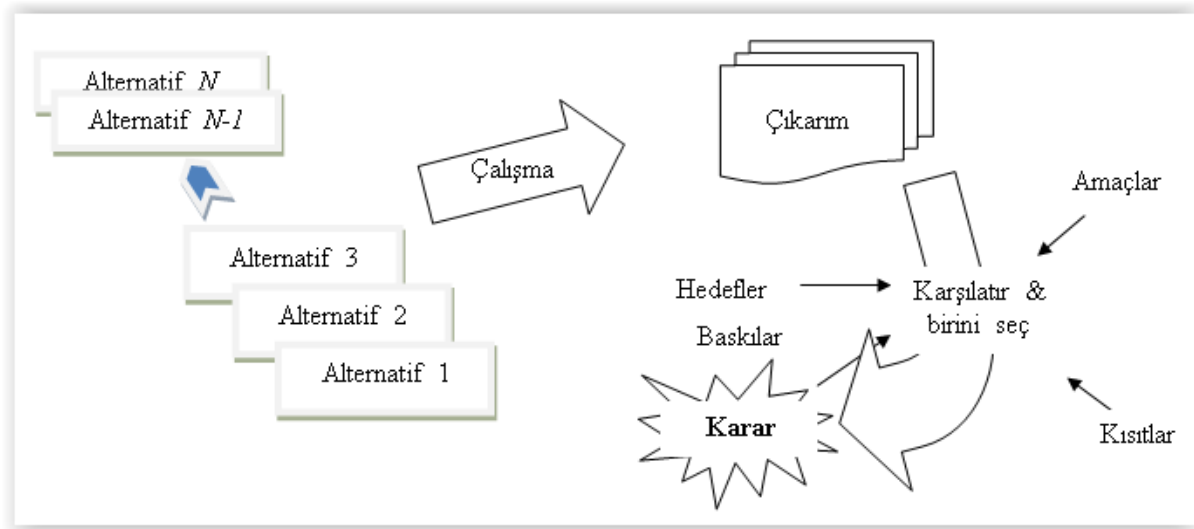 Alternatif N
Alternatif N-1
Alternatif 3
Alternatif 2
Alternatif 1
Çalışma
Çıkarım
Amaçlar
Hedefler
Baskılar
Karşılatır &
birini seç
Karar
Kısıtlar